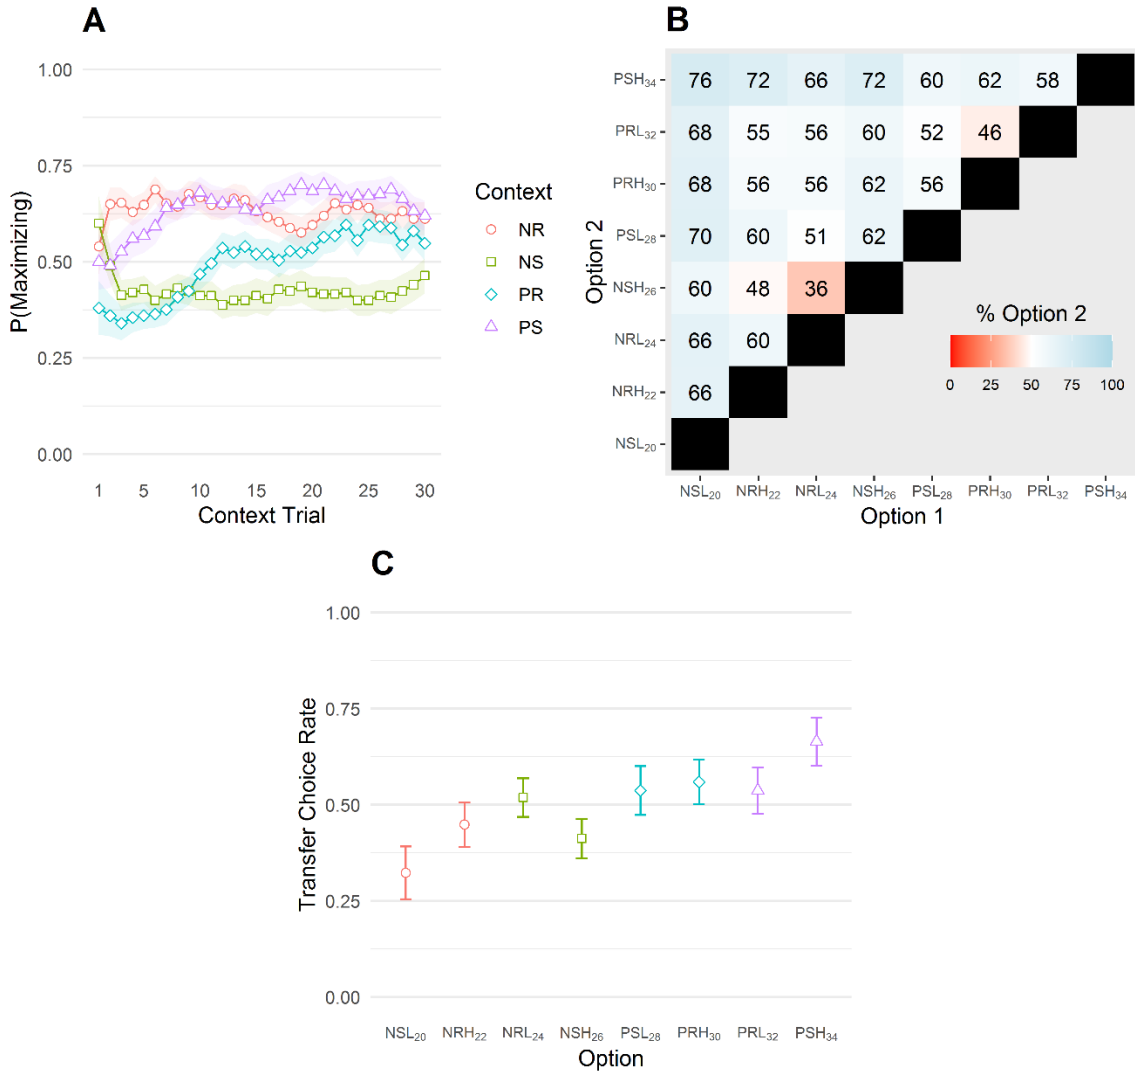 A
1.00
0.75
0.50
0.25
0.00
P(Maximizing)
1 5 10 15 20 25 30
Context Trial
Context
NR
NS
PR
PS
B
Option 2
PSH34 76 72 66 72 60 62 58
PRL32 68 55 56 60 52 46
PRH30 68 56 56 62 56
PSL28 70 60 51 62
NSH26 60 48 36
NRL24 66 60
NRH22 66
NSL20
% Option 2
0 25 50 75 100
NSL20 NRH22 NRL24 NSH26 PSL28 PRH30 PRL32 PSH34
Option 1
C
1.00
0.75
0.50
0.25
0.00
Transfer Choice Rate
NSL20 NRH22 NRL24 NSH26 PSL28 PRH30 PRL32 PSH34
Option